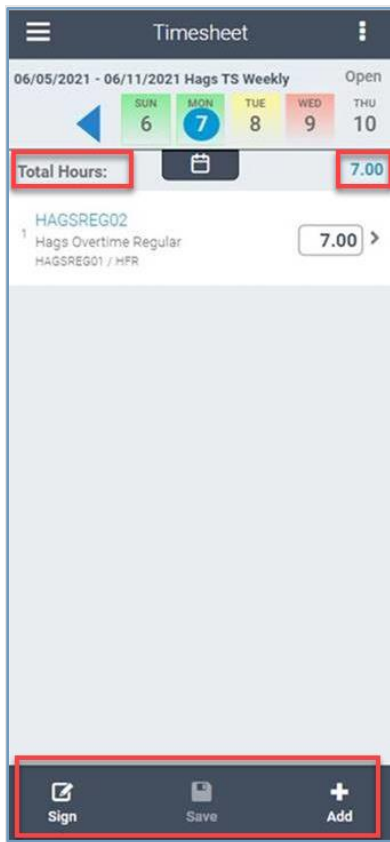 Timesheet
06/05/2021 - 06/11/2021 Hags TS Weekly Open
SUN MON TUE WED THU
6 7 8 9 10
Total Hours: 7.00
HAGSREG02
1 Hags Overtime Regular 7.00
HAGSREG01 / HFR
Sign Save Add